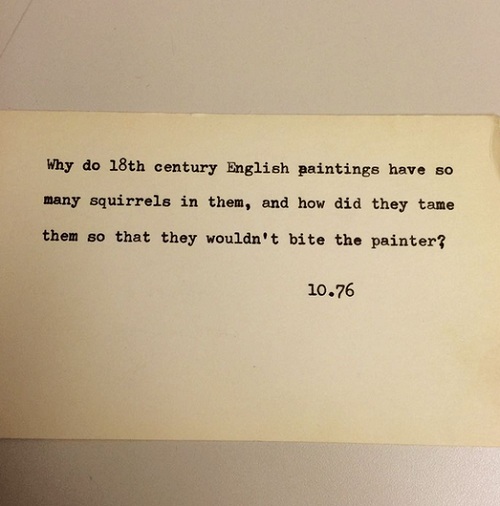 Why do 18th century English paintings have so
many squirrels in them, and how did they tame
them so that they wouldn't bite the painter?
10.76